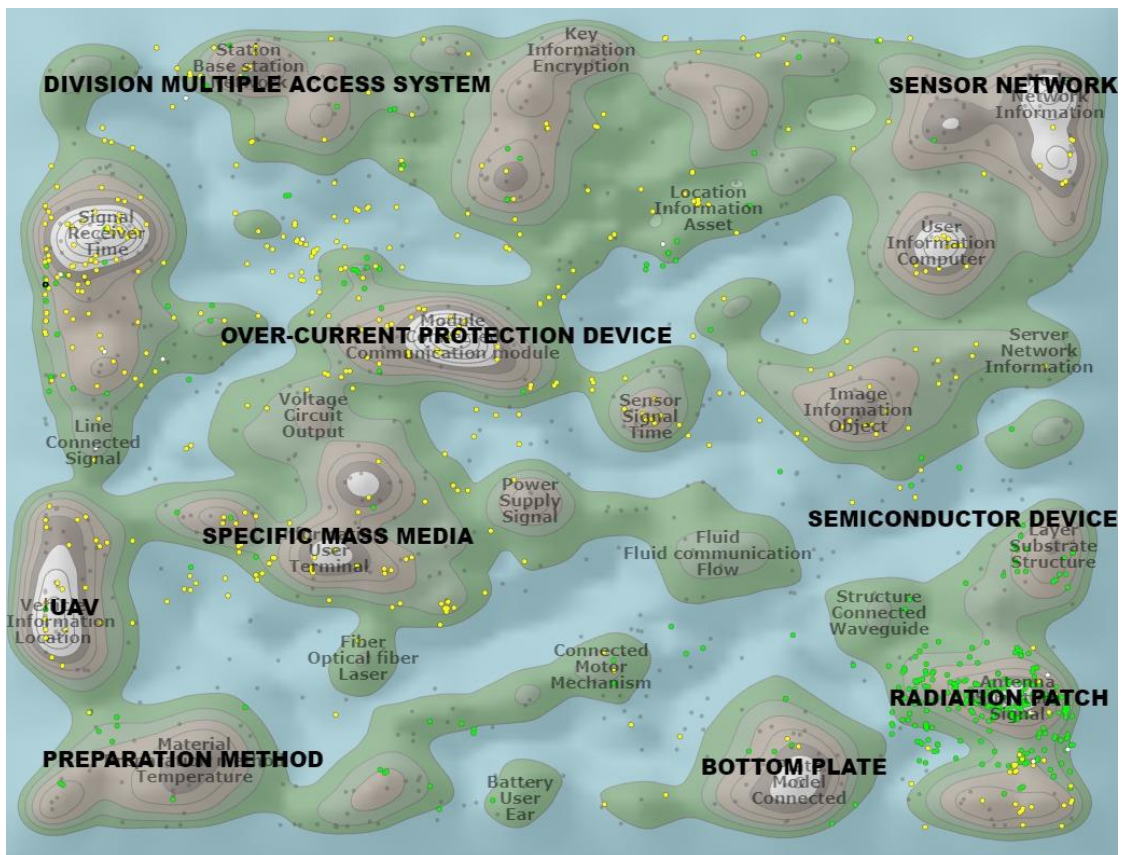 Station
Base station
DIVISION MULTIPLE ACCESS SYSTEM
Key
Information
Encryption
SENSOR NETWORK
Network
Information
Signal
Receiver
Time
Location
Information
Asset
User
Information
Computer
OVER-CURRENT PROTECTION DEVICE
Module
Communication module
Server
Network
Information
Voltage
Circuit
Output
Sensor
Signal
Time
Image
Information
Object
Line
Connected
Signal
Power
Supply
Signal
SPECIFIC MASS MEDIA
User
Terminal
Fluid
Fluid communication
Flow
SEMICONDUCTOR DEVICE
Layer
Substrate
Structure
UAV
Information
Location
Structure
Connected
Waveguide
Fiber
Optical fiber
Laser
Connected
Motor
Mechanism
Antenna
RADIATION PATCH
Signal
Material
PREPARATION METHOD
Temperature
Battery
User
Ear
BOTTOM PLATE
Model
Connected